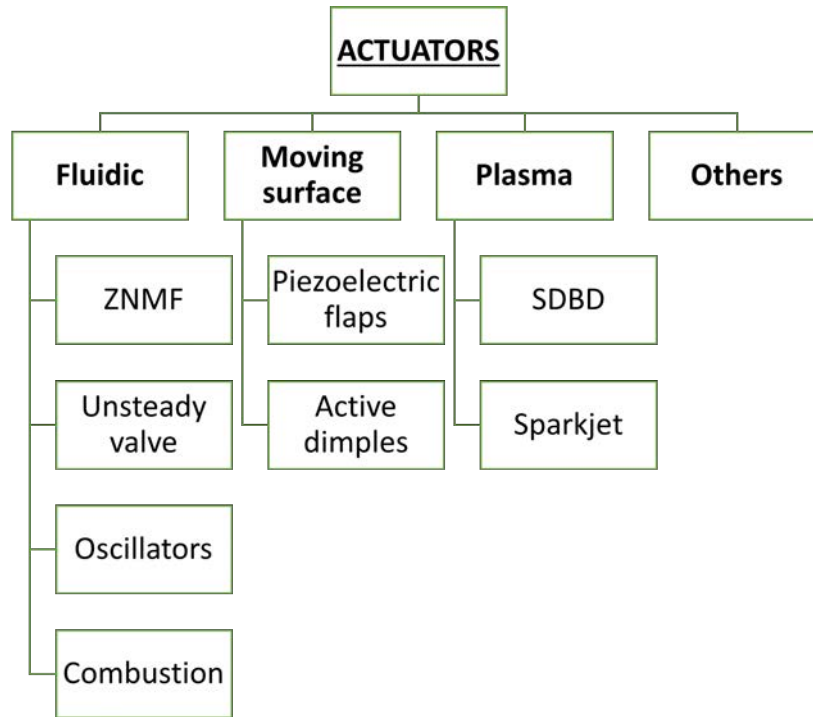 ACTUATORS
Fluidic
Moving
surface
Plasma
Others
ZNMF
Piezoelectric
flaps
SDBD
Unsteady
valve
Active
dimples
Sparkjet
Oscillators
Combustion